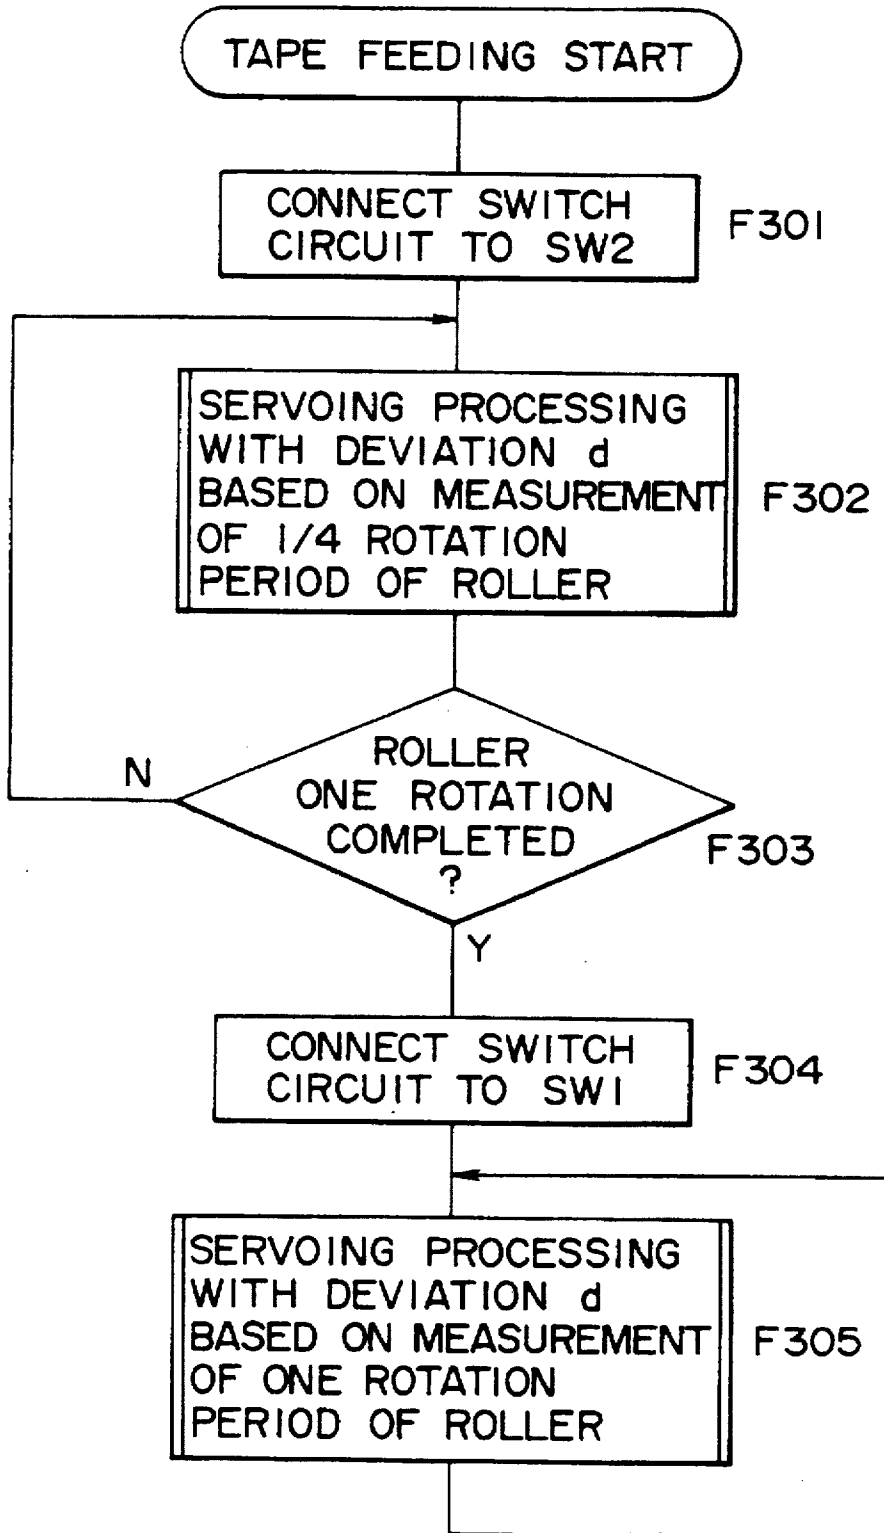 TAPE FEEDING START
CONNECT SWITCH
CIRCUIT TO SW2
F301
SERVOING PROCESSING
WITH DEVIATION d
BASED ON MEASUREMENT
OF 1/4 ROTATION
PERIOD OF ROLLER
F302
ROLLER
ONE ROTATION
COMPLETED
?
N
F303
Y
CONNECT SWITCH
CIRCUIT TO SW1
F304
SERVOING PROCESSING
WITH DEVIATION d
BASED ON MEASUREMENT
OF ONE ROTATION
PERIOD OF ROLLER
F305